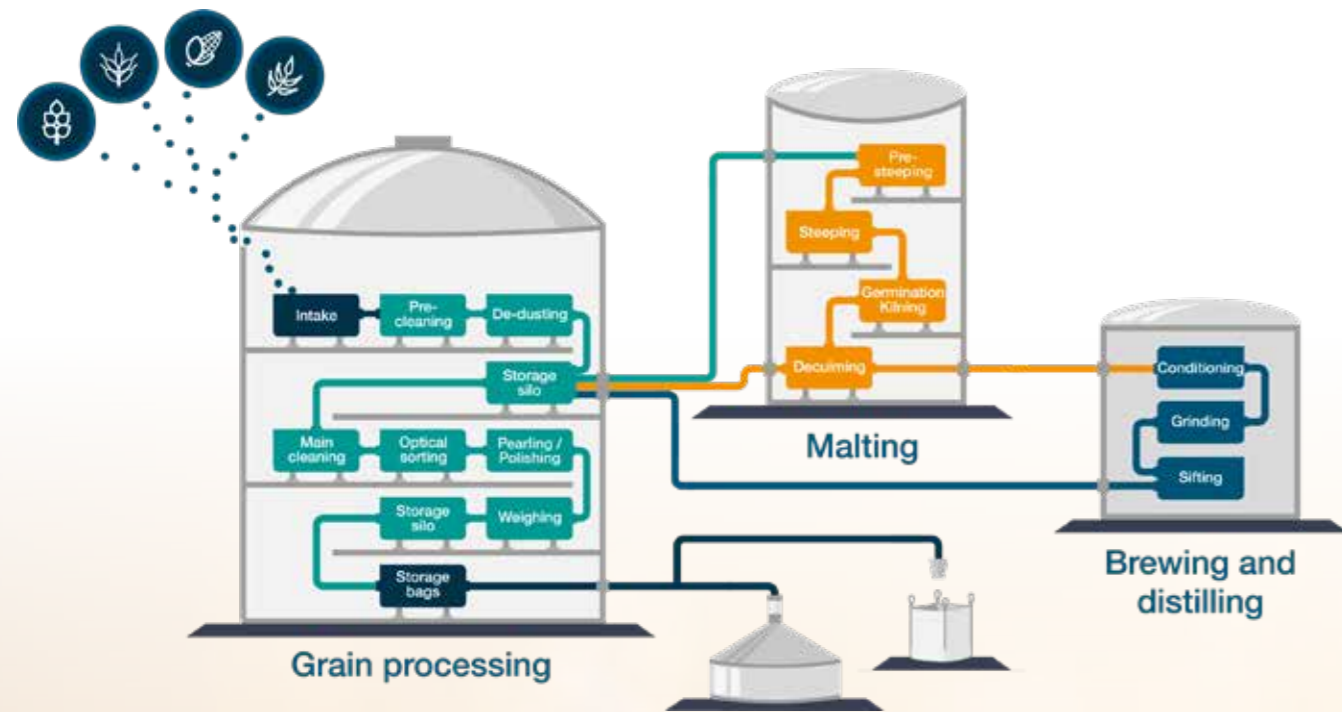 Intake
Pre-
cleaning
De-dusting
Storage
silo
Main
cleaning
Optical
sorting
Pearling /
Polishing
Storage
silo
Weighing
Storage
bags
Grain processing
Pre-
steeping
Steeping
Germination
Kilning
Deculming
Malting
Conditioning
Grinding
Sifting
Brewing and
distilling